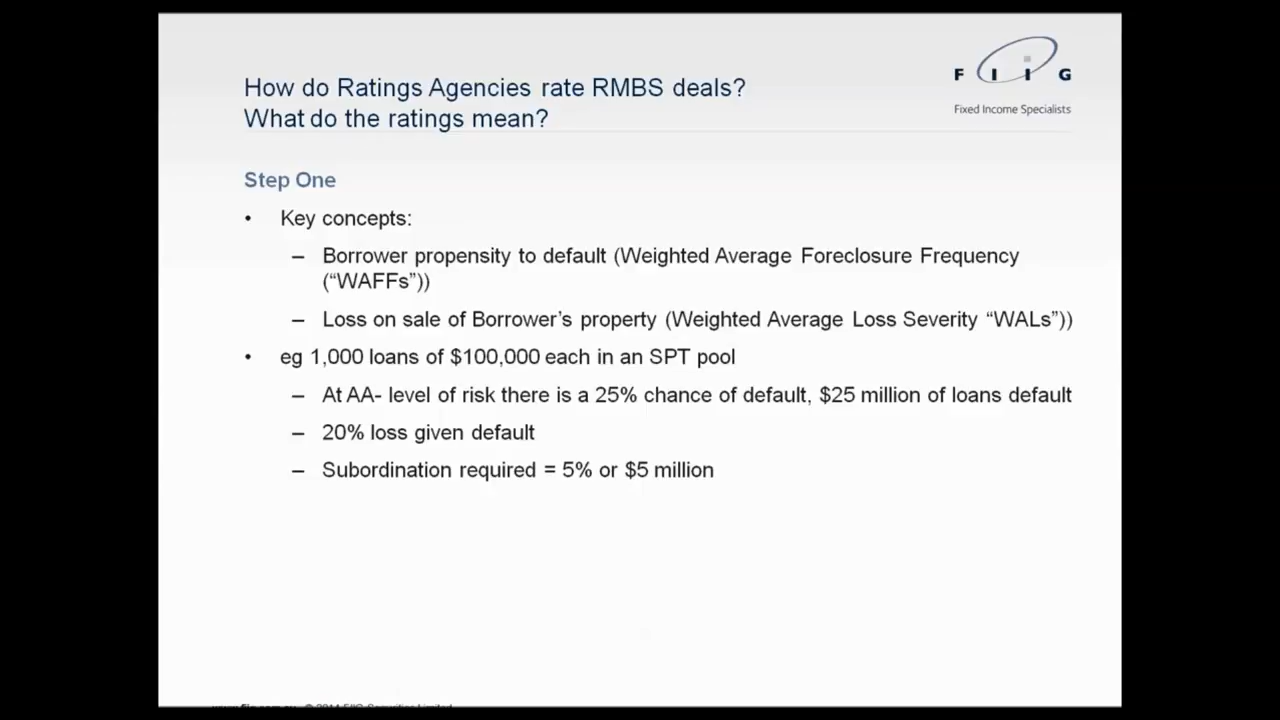 How do Ratings Agencies rate RMBS deals?
What do the ratings mean?
F I I G
Fixed Income Specialists
Step One
• Key concepts:
– Borrower propensity to default (Weighted Average Foreclosure Frequency
(“WAFFs”))
– Loss on sale of Borrower’s property (Weighted Average Loss Severity “WALs”))
• eg 1,000 loans of $100,000 each in an SPT pool
– At AA- level of risk there is a 25% chance of default, $25 million of loans default
– 20% loss given default
– Subordination required = 5% or $5 million